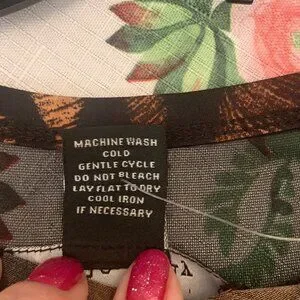 MACHINE WASH
COLD
GENTLE CYCLE
DO NOT BLEACH
LAY FLAT TO DRY
COOL IRON
IF NECESSARY